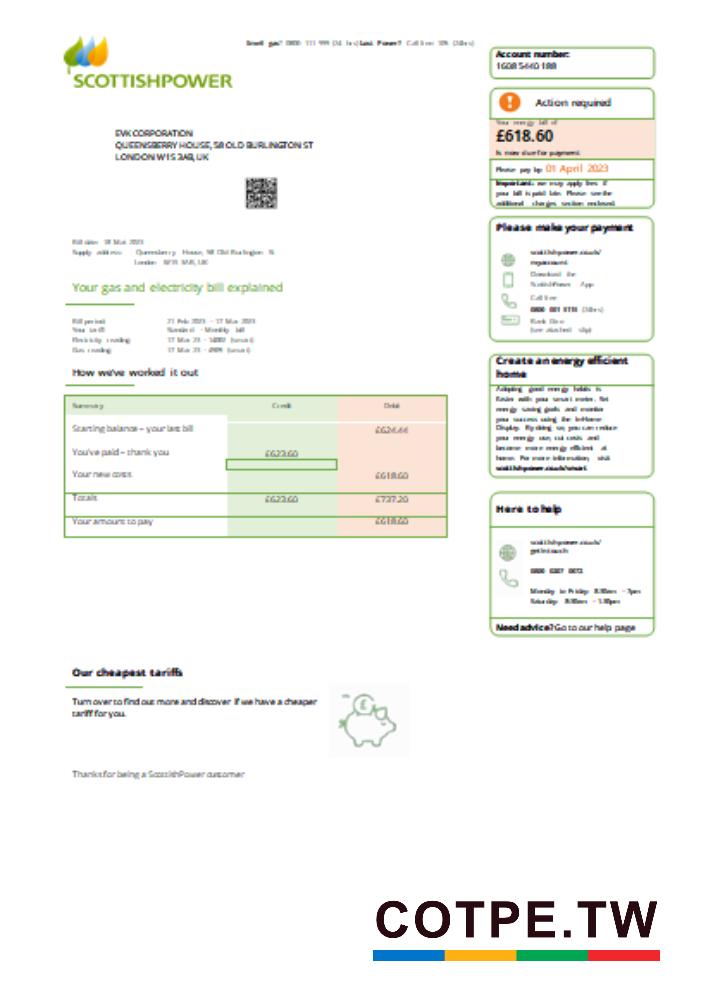 Smell gas? 0800 111 999 (24 hrs) Lost Power? Call free 105 (24hrs)
SCOTTISHPOWER
Account number:
1608 5440 188
Action required
Your energy bill of
£618.60
is now due for payment
Please pay by 01 April 2023
Important: we may apply fees if
your bill is paid late. Please see the
additional charges section enclosed
EVK CORPORATION
QUEENSBERRY HOUSE, 58 OLD BURLINGTON ST
LONDON W1S 3AB, UK
Bill date: 18 Mar 2023
Supply address: Queensberry House, 58 Old Burlington St
London W1S 3AB, UK
Your gas and electricity bill explained
Bill period 21 Feb 2023 - 17 Mar 2023
Your tariff Standard - Monthly bill
Electricity reading 17 Mar 23 - (smart)
Gas reading 17 Mar 23 - (smart)
How we've worked it out
Summary Credit Debit
Starting balance – your last bill £624.44
You've paid – thank you £623.60
Your new costs £618.60
Totals £623.60 £737.20
Your amount to pay £618.60
Please make your payment
scottishpower.co.uk/
myaccount
Download the
ScottishPower App
Call free
(24hrs)
Bank Giro
(see attached slip)
Create an energy efficient
home
Adopting good energy habits is
Easier with your smart meter. Set
energy saving goals and monitor
your success using the In-Home
Display. By doing so, you can reduce
your energy use, cut costs and
become more energy efficient at
home. For more information, visit
scottishpower.co.uk/smart
Here to help
scottishpower.co.uk/
getintouch
Monday to Friday 8:30am - 7pm
Saturday 8:30am - 1:30pm
Need advice? Go to our help page
Our cheapest tariffs
Turn over to find out more and discover if we have a cheaper
tariff for you.
Thanks for being a ScottishPower customer
COTPE.TW